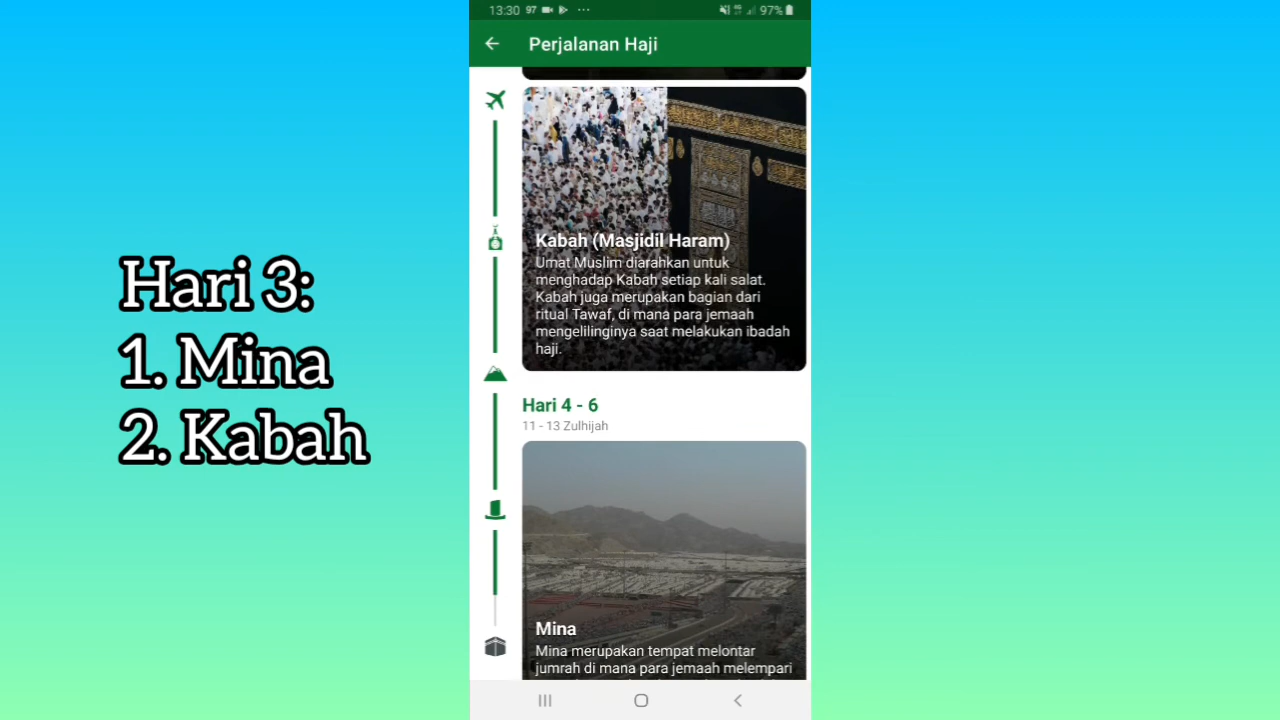 Hari 3:
1. Mina
2. Kabah
13:30 97 97%
Perjalanan Haji
Kabah (Masjidil Haram)
Umat Muslim diarahkan untuk
menghadap Kabah setiap kali salat.
Kabah juga merupakan bagian dari
ritual Tawaf, di mana para jemaah
mengelilinginya saat melakukan ibadah
haji.
Hari 4 - 6
11 - 13 Zulhijah
Mina
Mina merupakan tempat melontar
jumrah di mana para jemaah melempari